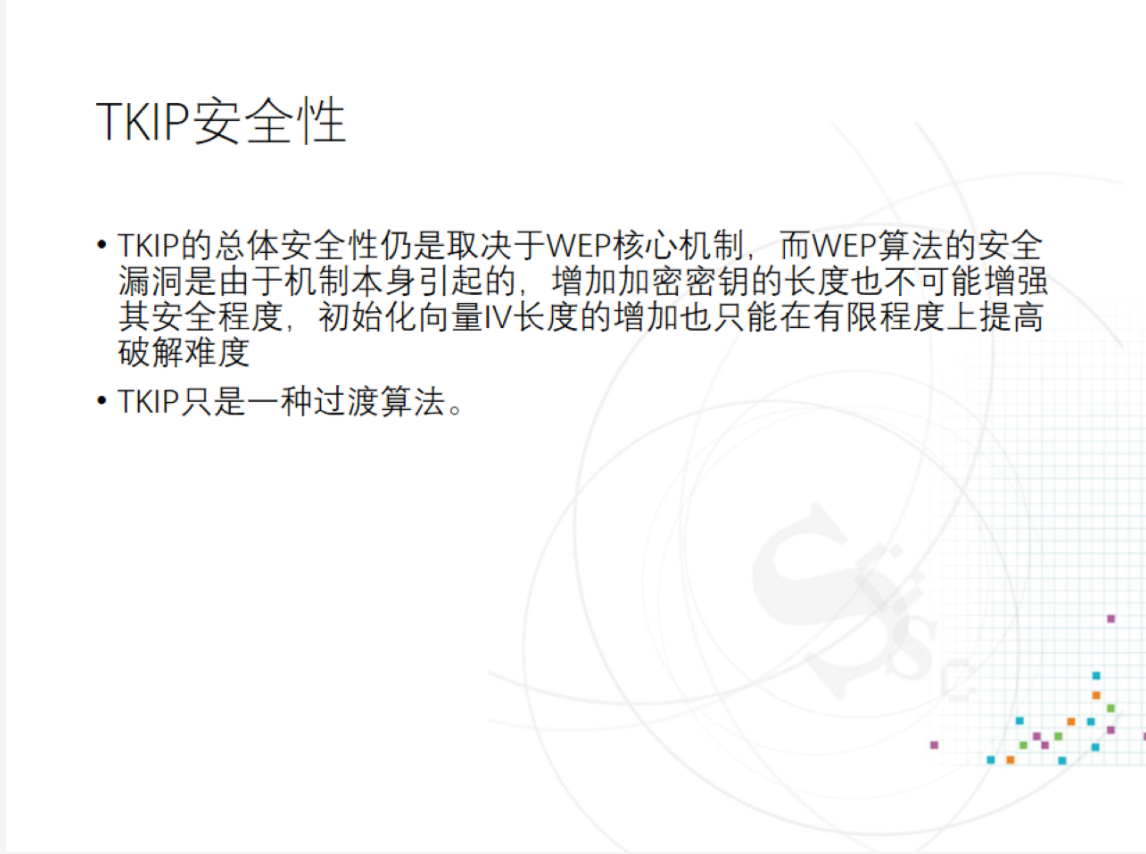 TKIP安全性
• TKIP的总体安全性仍是取决于WEP核心机制，而WEP算法的安全
漏洞是由于机制本身引起的，增加加密密钥的长度也不可能增强
其安全程度，初始化向量IV长度的增加也只能在有限程度上提高
破解难度
• TKIP只是一种过渡算法。
Ssc